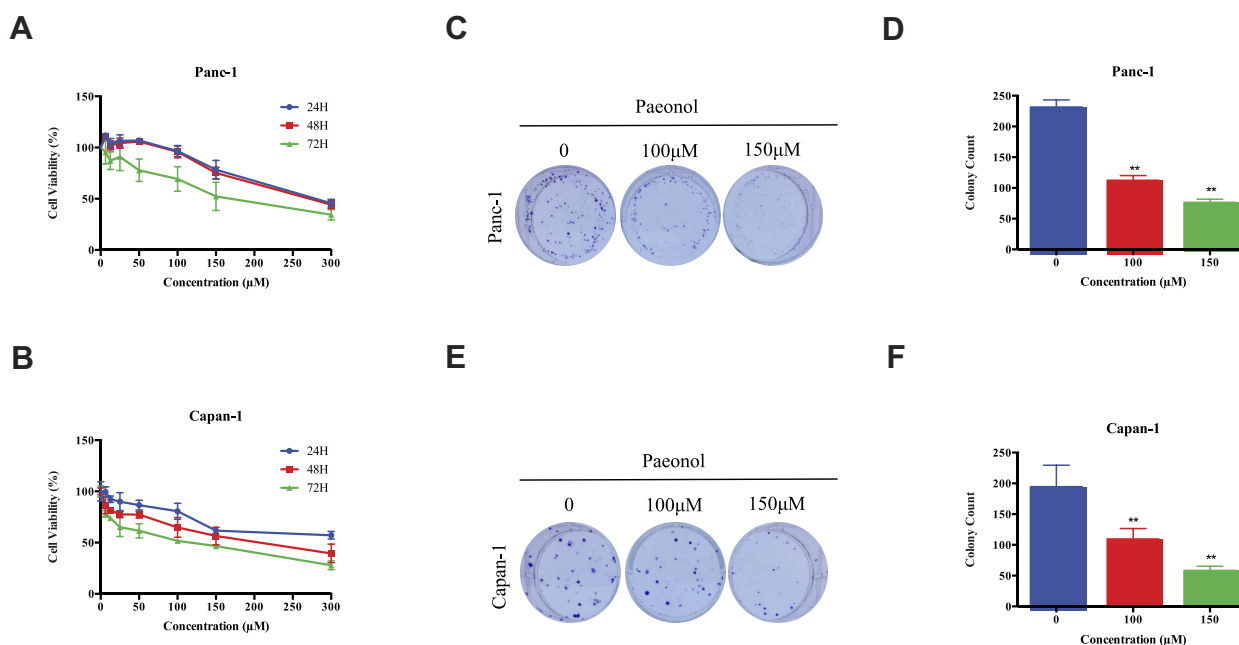 A
Panc-1
150
100
50
0
Cell Viability (%)
0 50 100 150 200 250 300
Concentration (µM)
24H
48H
72H
C
Paeonol
0 100µM 150µM
Panc-1
D
Panc-1
250
200
150
100
50
0
Colony Count
** **
0 100 150
Concentration (µM)
B
Capan-1
150
100
50
0
Cell Viability (%)
0 50 100 150 200 250 300
Concentration (µM)
24H
48H
72H
E
Paeonol
0 100µM 150µM
Capan-1
F
Capan-1
250
200
150
100
50
0
Colony Count
** **
0 100 150
Concentration (µM)